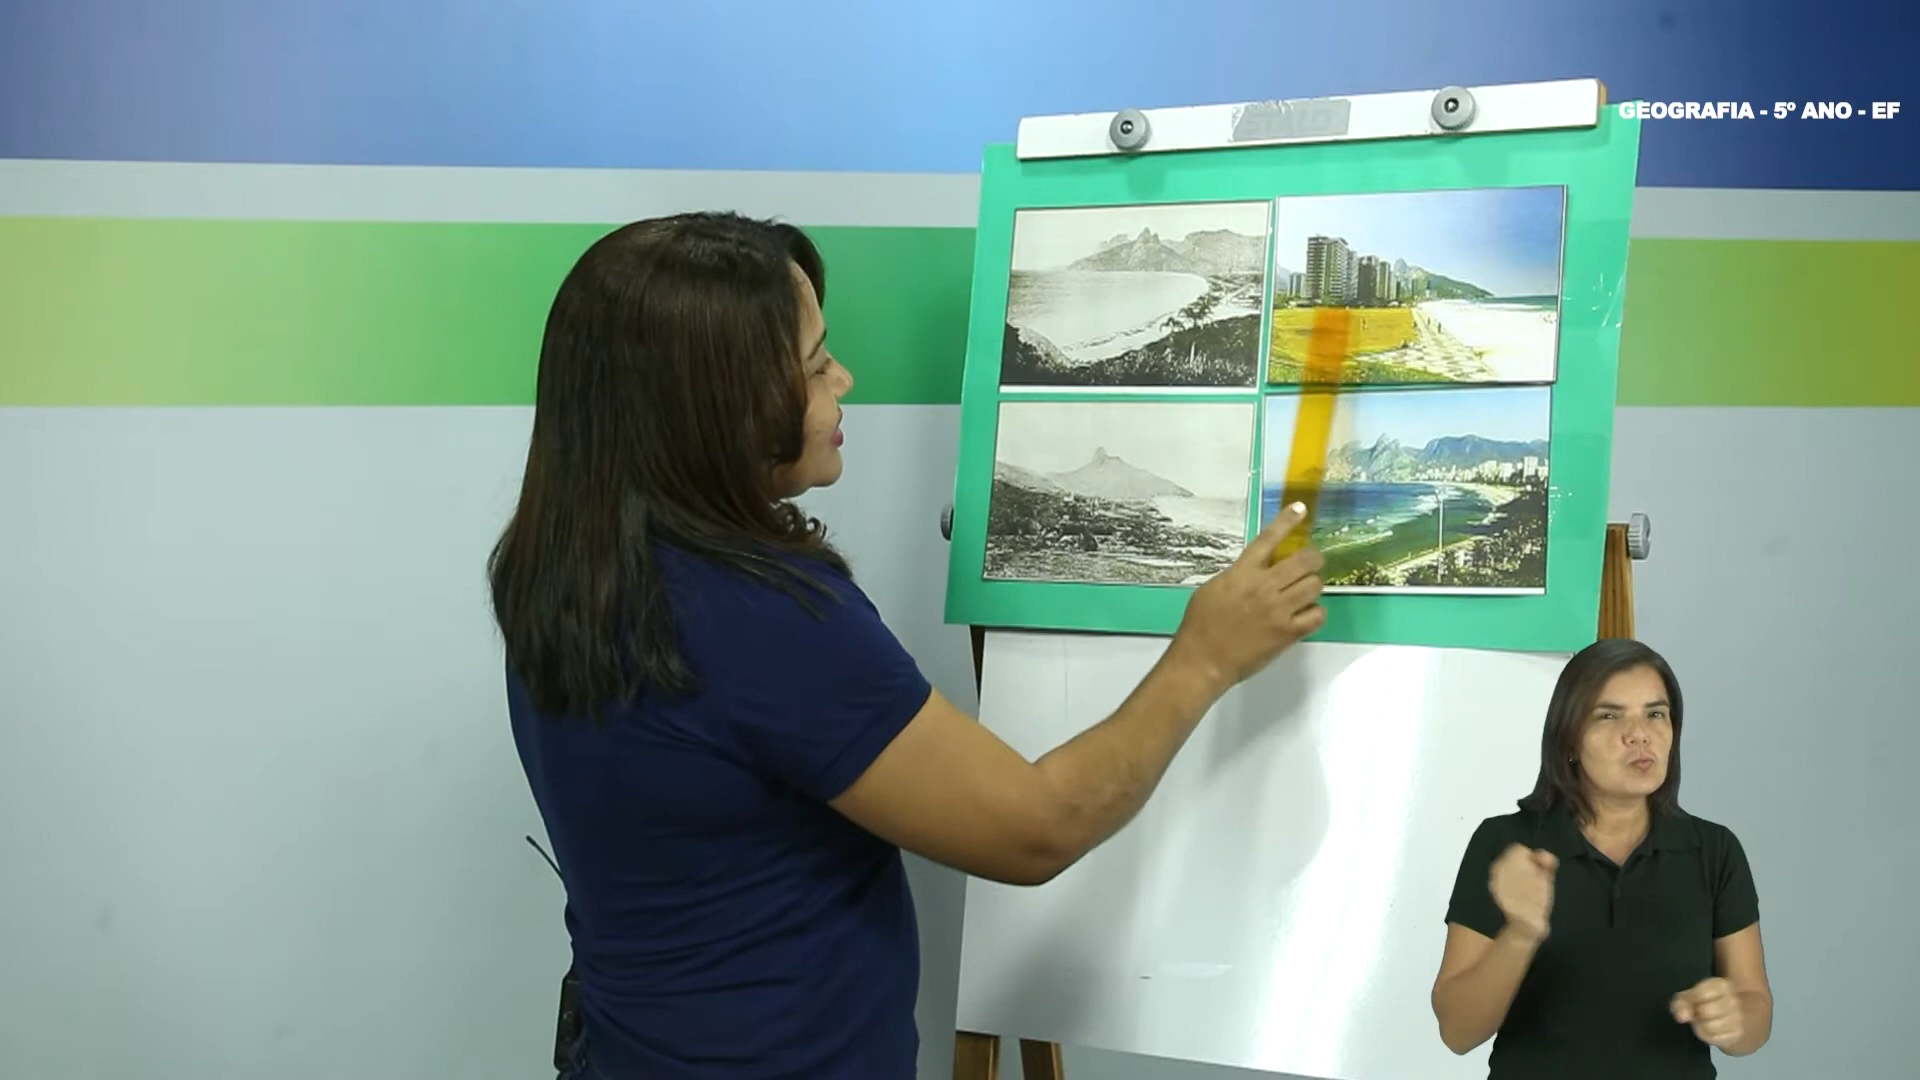 GEOGRAFIA - 5º ANO - EF